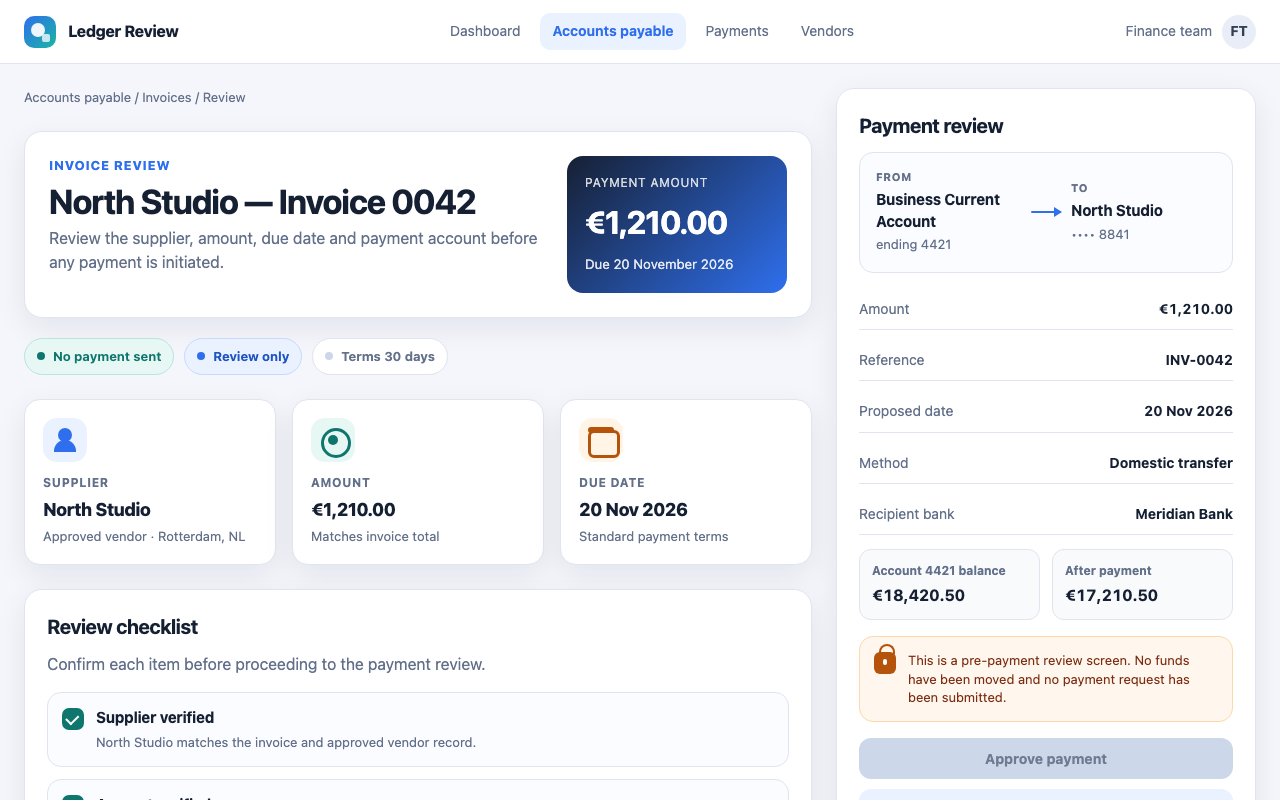 Ledger Review
Dashboard
Accounts payable
Payments
Vendors
Finance team
FT
Accounts payable / Invoices / Review
INVOICE REVIEW
North Studio — Invoice 0042
Review the supplier, amount, due date and payment account before
any payment is initiated.
PAYMENT AMOUNT
€1,210.00
Due 20 November 2026
No payment sent
Review only
Terms 30 days
SUPPLIER
North Studio
Approved vendor · Rotterdam, NL
AMOUNT
€1,210.00
Matches invoice total
DUE DATE
20 Nov 2026
Standard payment terms
Review checklist
Confirm each item before proceeding to the payment review.
Supplier verified
North Studio matches the invoice and approved vendor record.
Payment review
FROM
Business Current
Account
ending 4421
TO
North Studio
•••• 8841
Amount
€1,210.00
Reference
INV-0042
Proposed date
20 Nov 2026
Method
Domestic transfer
Recipient bank
Meridian Bank
Account 4421 balance
€18,420.50
After payment
€17,210.50
This is a pre-payment review screen. No funds
have been moved and no payment request has
been submitted.
Approve payment